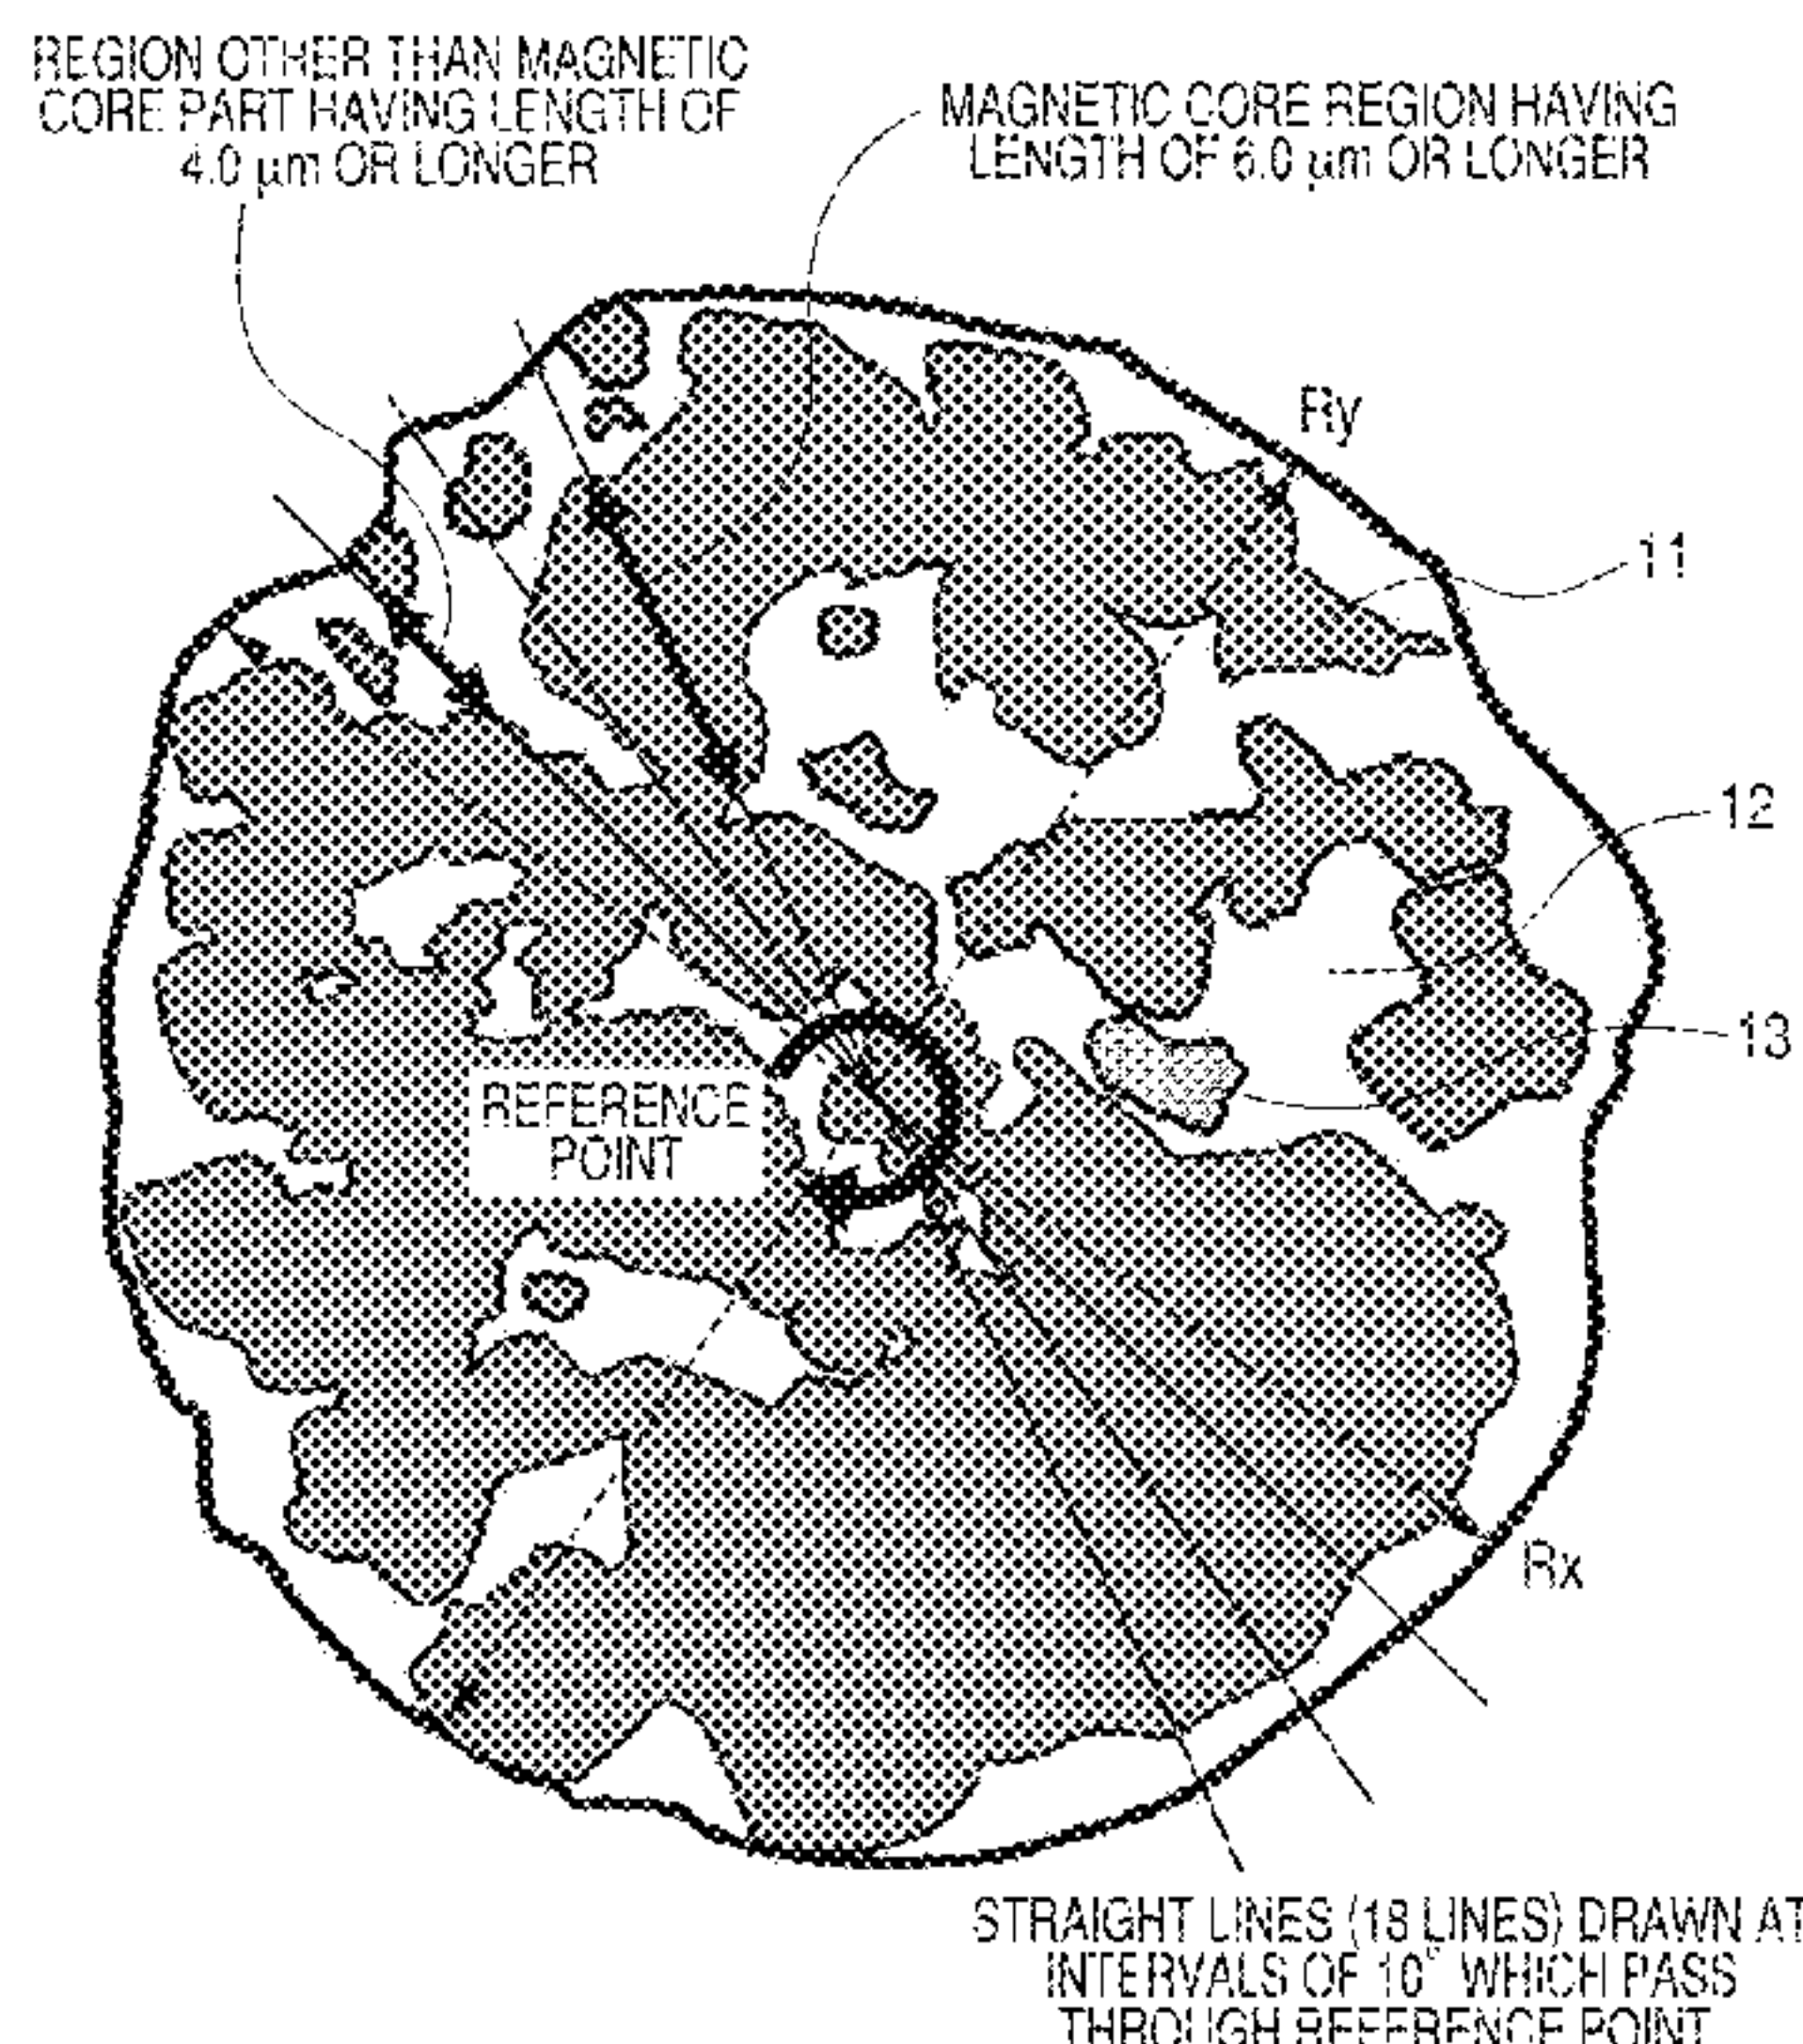 REGION OTHER THAN MAGNETIC
CORE PART HAVING LENGTH OF
4.0 µm OR LONGER
MAGNETIC CORE REGION HAVING
LENGTH OF 6.0 µm OR LONGER
Ry
11
12
13
REFERENCE
POINT
Rx
STRAIGHT LINES (18 LINES) DRAWN AT
INTERVALS OF 10° WHICH PASS
THROUGH REFERENCE POINT